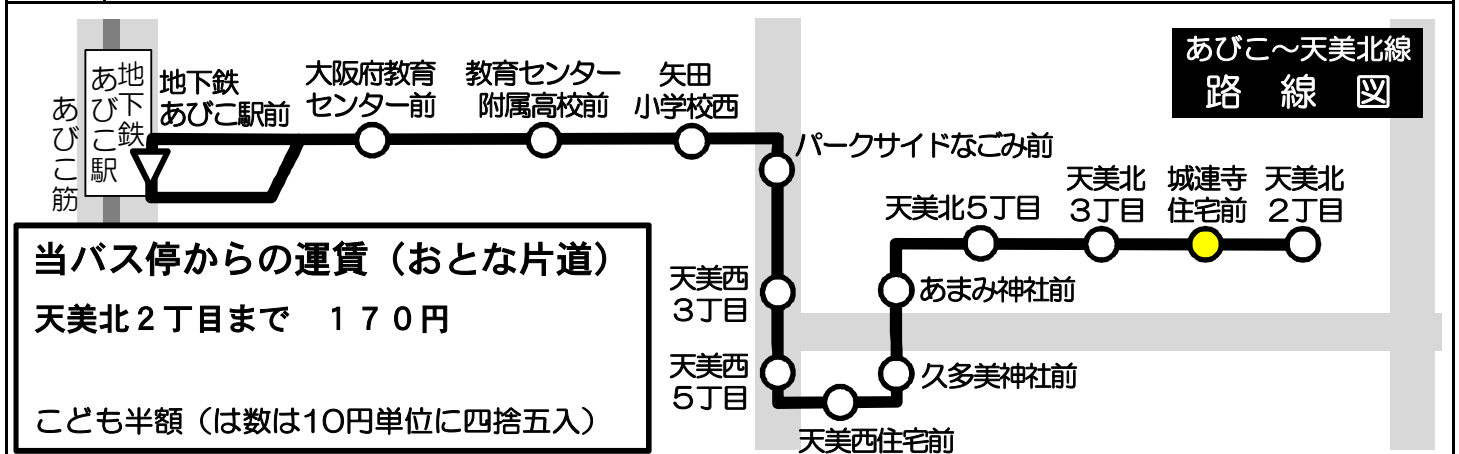 あびこ～天美北線
路線図
あびこ筋
地下鉄
あびこ駅
地下鉄
あびこ駅前
大阪府教育
センター前
教育センター
附属高校前
矢田
小学校西
パークサイドなごみ前
天美西
３丁目
天美西
５丁目
天美西住宅前
久多美神社前
あまみ神社前
天美北５丁目
天美北
３丁目
城連寺
住宅前
天美北
２丁目
当バス停からの運賃（おとな片道）
天美北２丁目まで　１７０円
こども半額（は数は10円単位に四捨五入）